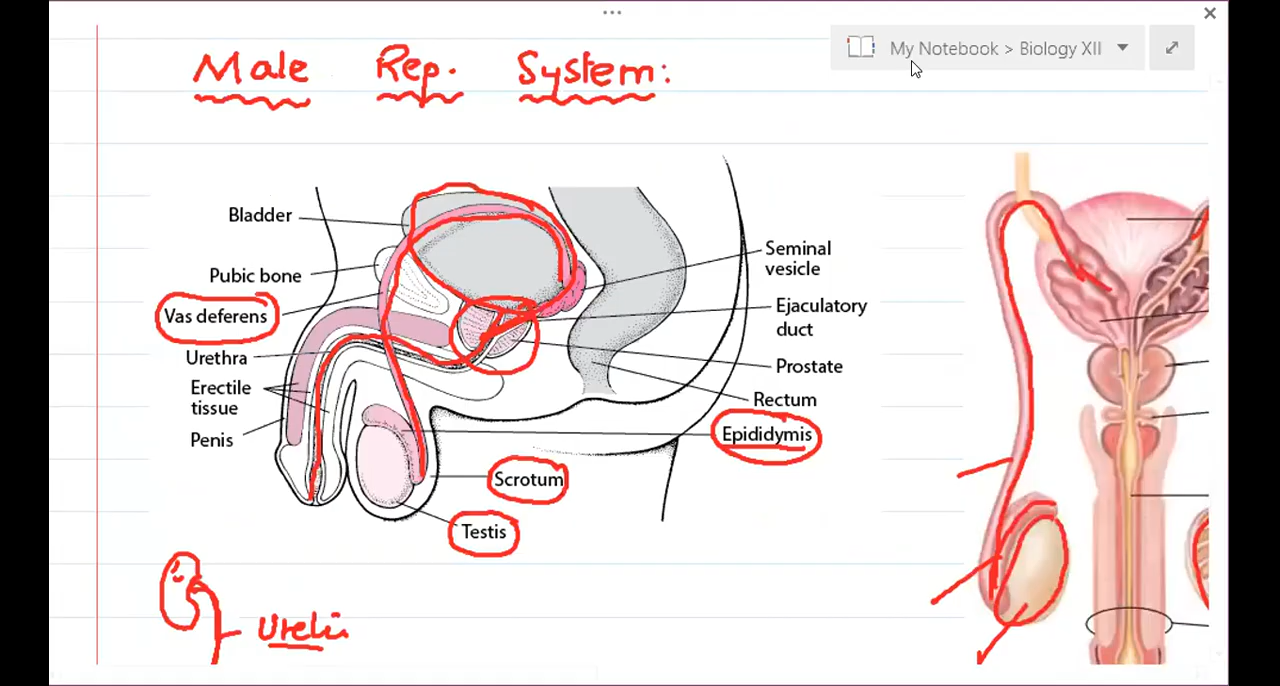 My Notebook > Biology XII
Male Rep. System:
Bladder
Pubic bone
Vas deferens
Urethra
Erectile
tissue
Penis
Seminal
vesicle
Ejaculatory
duct
Prostate
Rectum
Epididymis
Scrotum
Testis